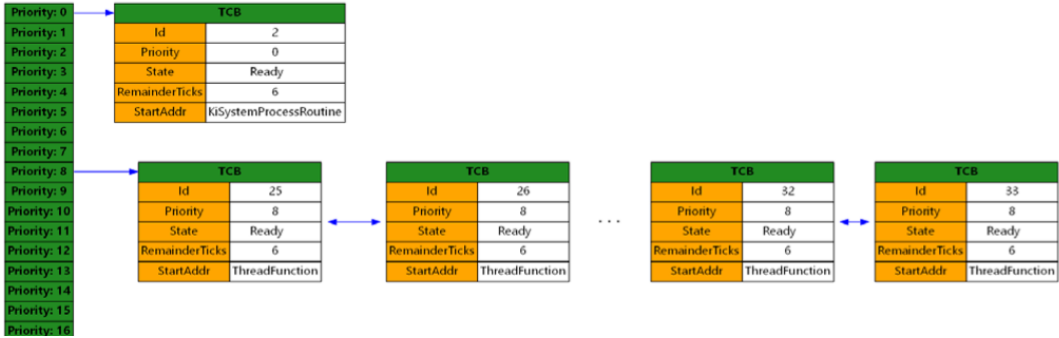 Priority: 0
Priority: 1
Priority: 2
Priority: 3
Priority: 4
Priority: 5
Priority: 6
Priority: 7
Priority: 8
Priority: 9
Priority: 10
Priority: 11
Priority: 12
Priority: 13
Priority: 14
Priority: 15
Priority: 16
TCB
Id 2
Priority 0
State Ready
RemainderTicks 6
StartAddr KiSystemProcessRoutine
TCB
Id 25
Priority 8
State Ready
RemainderTicks 6
StartAddr ThreadFunction
TCB
Id 26
Priority 8
State Ready
RemainderTicks 6
StartAddr ThreadFunction
...
TCB
Id 32
Priority 8
State Ready
RemainderTicks 6
StartAddr ThreadFunction
TCB
Id 33
Priority 8
State Ready
RemainderTicks 6
StartAddr ThreadFunction